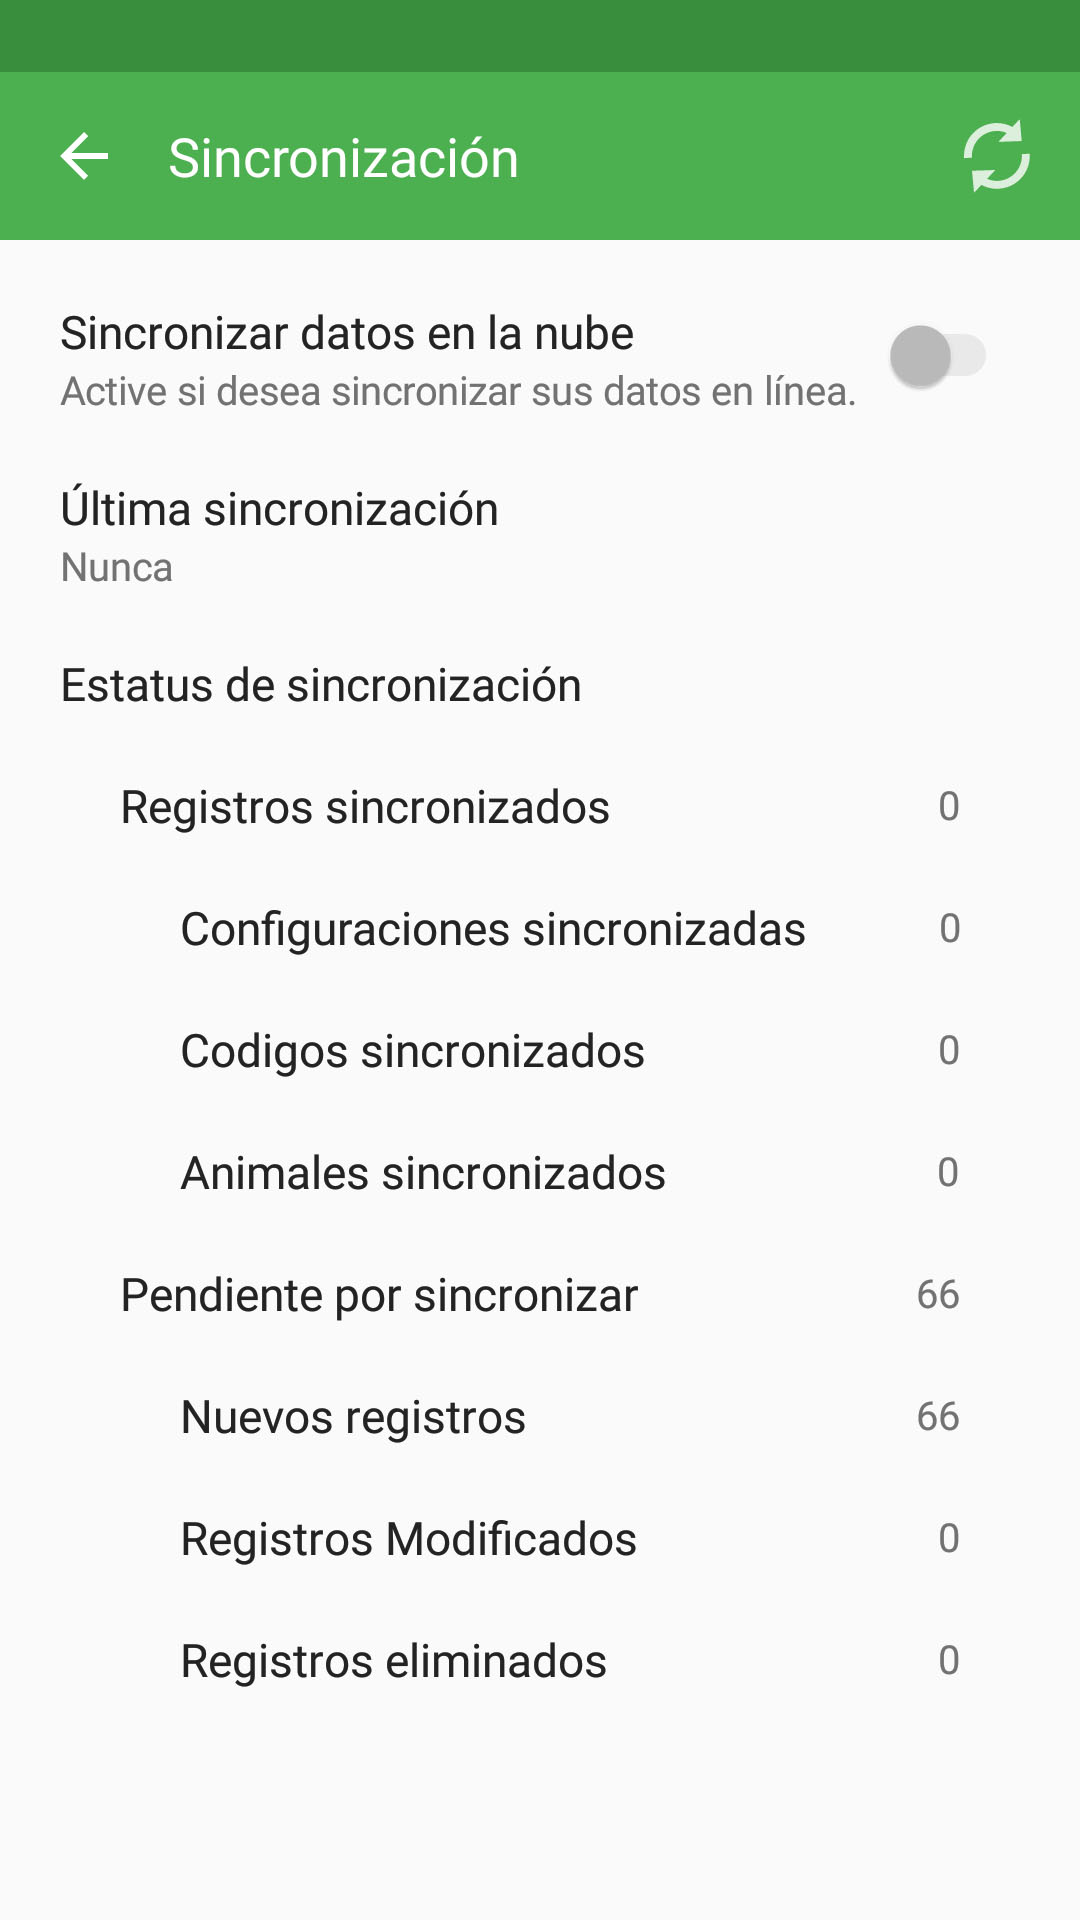 Sincronización
Sincronizar datos en la nube
Active si desea sincronizar sus datos en línea.
Última sincronización
Nunca
Estatus de sincronización
Registros sincronizados 0
Configuraciones sincronizadas 0
Codigos sincronizados 0
Animales sincronizados 0
Pendiente por sincronizar 66
Nuevos registros 66
Registros Modificados 0
Registros eliminados 0